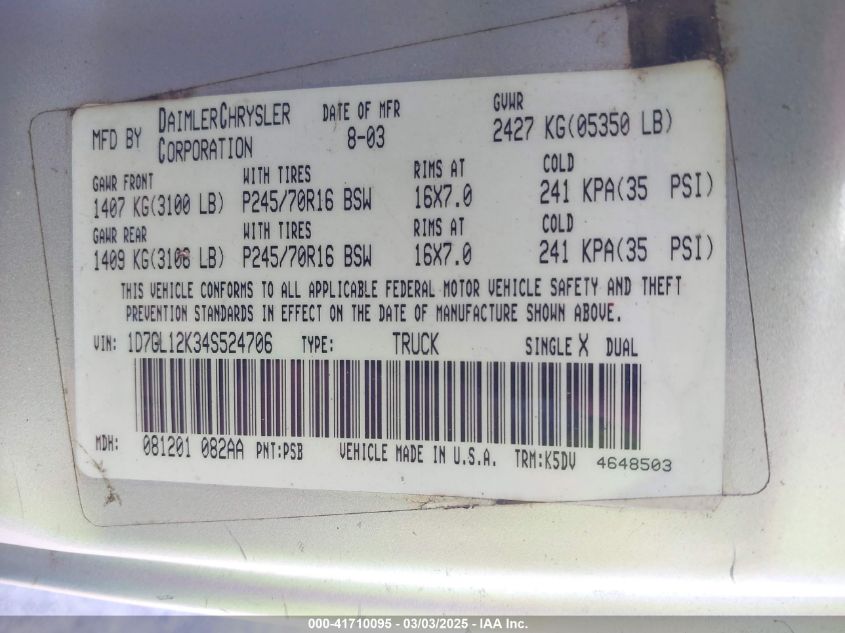 MFD BY DAIMLERCHRYSLER CORPORATION DATE OF MFR 8-03 GVWR 2427 KG(05350 LB)
GAWR FRONT WITH TIRES RIMS AT COLD
1407 KG(3100 LB) P245/70R16 BSW 16X7.0 241 KPA(35 PSI)
GAWR REAR WITH TIRES RIMS AT COLD
1409 KG(3106 LB) P245/70R16 BSW 16X7.0 241 KPA(35 PSI)
THIS VEHICLE CONFORMS TO ALL APPLICABLE FEDERAL MOTOR VEHICLE SAFETY AND THEFT
PREVENTION STANDARDS IN EFFECT ON THE DATE OF MANUFACTURE SHOWN ABOVE.
VIN: 1D7GL12K34S524706 TYPE: TRUCK SINGLE X DUAL
MDH: 081201 082AA PNT:PSB VEHICLE MADE IN U.S.A. TRM:K5DV 4648503
000-41710095 - 03/03/2025 - IAA Inc.